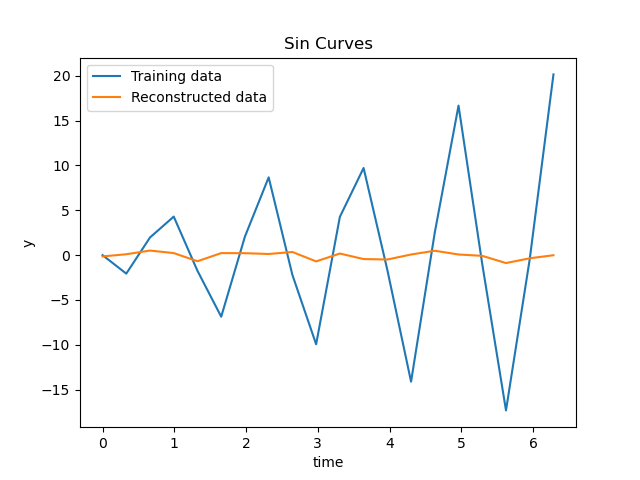 Sin Curves
Training data
Reconstructed data
y
20
15
10
5
0
−5
−10
−15
0 1 2 3 4 5 6
time